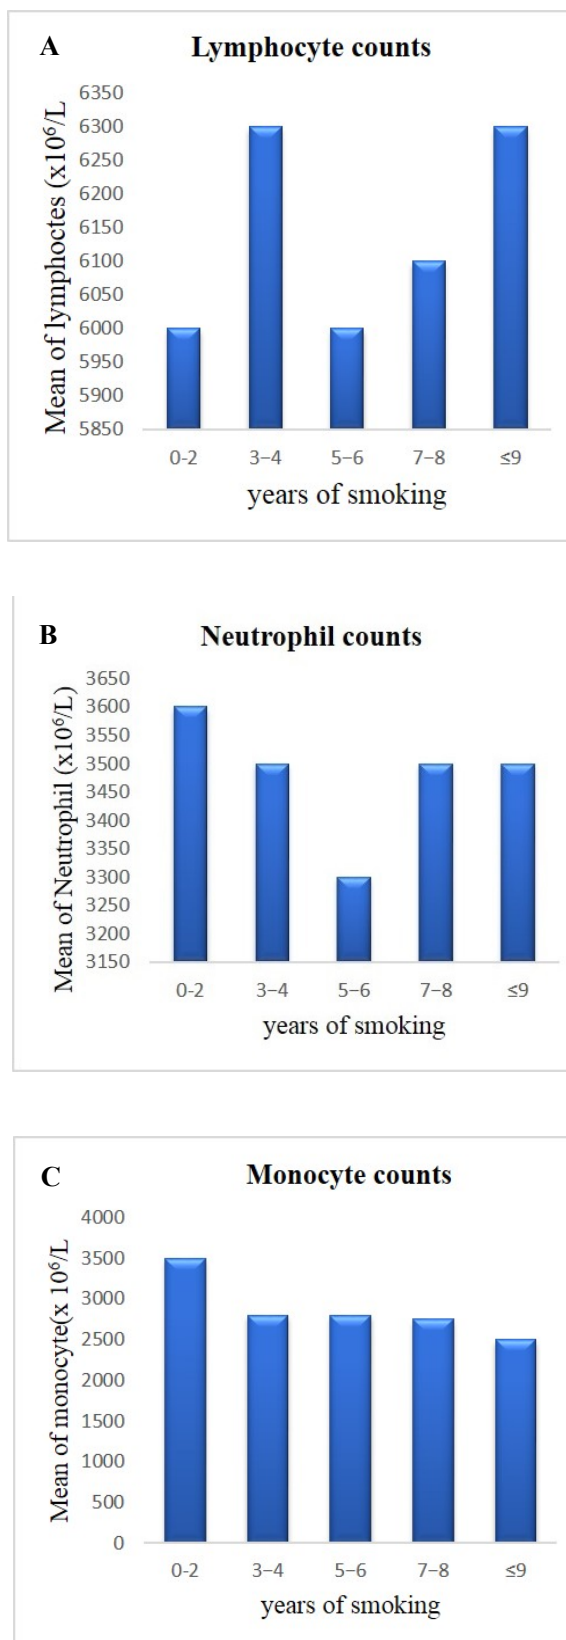 A
Lymphocyte counts
Mean of lymphoctes (x10⁶/L
6350
6300
6250
6200
6150
6100
6050
6000
5950
5900
5850
0-2 3–4 5–6 7–8 ≤9
years of smoking
B
Neutrophil counts
Mean of Neutrophil (x10⁶/L)
3650
3600
3550
3500
3450
3400
3350
3300
3250
3200
3150
0-2 3–4 5–6 7–8 ≤9
years of smoking
C
Monocyte counts
Mean of monocyte(x 10⁶/L
4000
3500
3000
2500
2000
1500
1000
500
0
0-2 3–4 5–6 7–8 ≤9
years of smoking